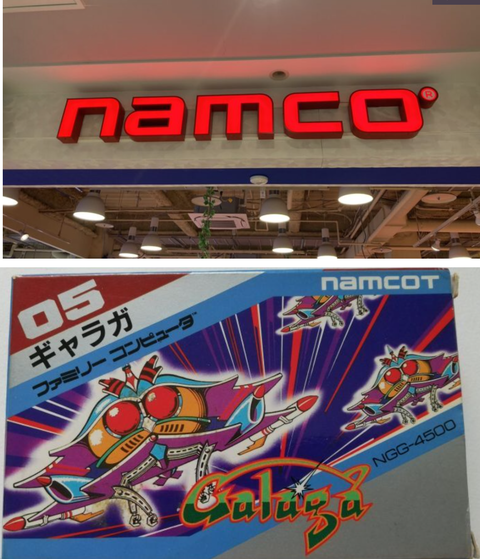 namco®
05
namcoT
ギャラガ
ファミリー コンピュータ
NGG-4500
Galaga